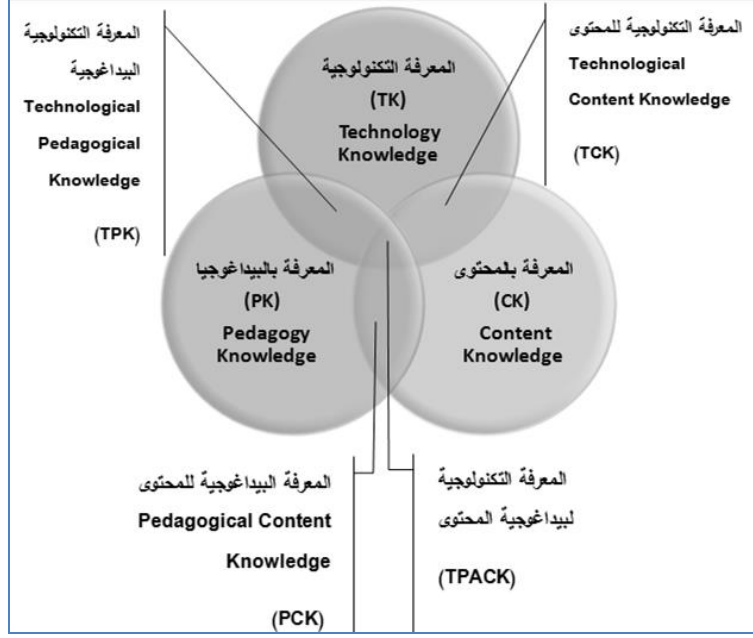 المعرفة التكنولوجية
البيداغوجية
Technological
Pedagogical
Knowledge
(TPK)
المعرفة التكنولوجية
(TK)
Technology
Knowledge
المعرفة التكنولوجية للمحتوى
Technological
Content Knowledge
(TCK)
المعرفة بالبيداغوجيا
(PK)
Pedagogy
Knowledge
المعرفة بالمحتوى
(CK)
Content
Knowledge
المعرفة البيداغوجية للمحتوى
Pedagogical Content
Knowledge
(PCK)
المعرفة التكنولوجية
لبيداغوجية المحتوى
(TPACK)